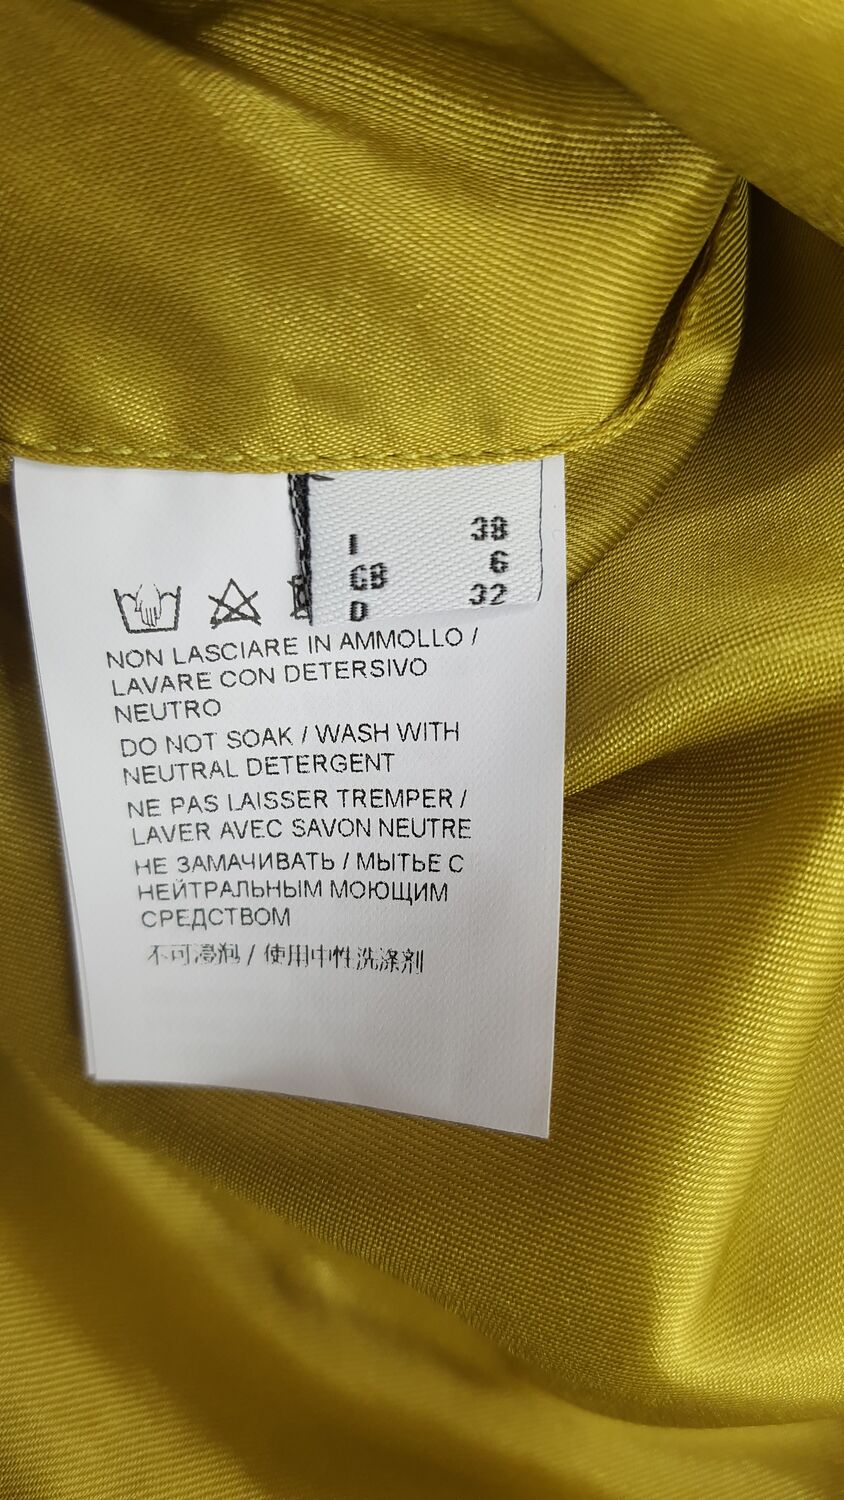 I 38
GB 6
D 32
NON LASCIARE IN AMMOLLO /
LAVARE CON DETERSIVO
NEUTRO
DO NOT SOAK / WASH WITH
NEUTRAL DETERGENT
NE PAS LAISSER TREMPER /
LAVER AVEC SAVON NEUTRE
НЕ ЗАМАЧИВАТЬ / МЫТЬЕ С
НЕЙТРАЛЬНЫМ МОЮЩИМ
СРЕДСТВОМ
不可浸泡 / 使用中性洗涤剂